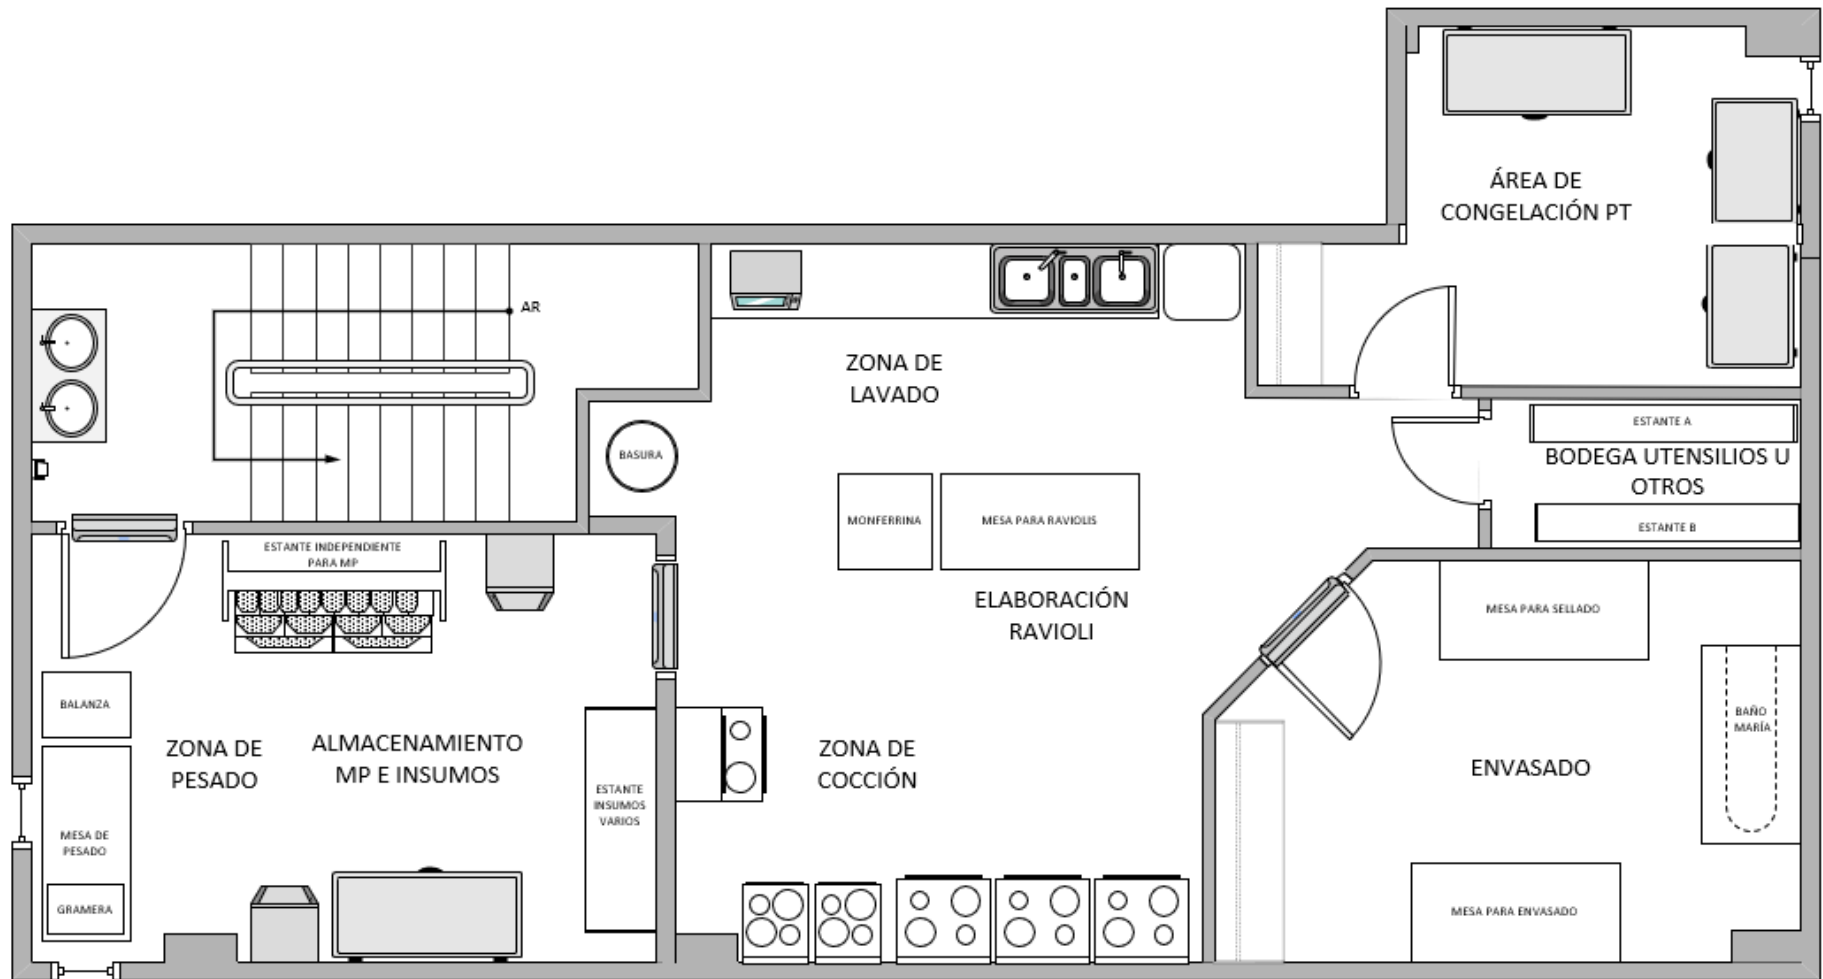 ÁREA DE
CONGELACIÓN PT
AR
ZONA DE
LAVADO
BASURA
ESTANTE A
BODEGA UTENSILIOS U
OTROS
ESTANTE B
MONFERRINA
MESA PARA RAVIOLIS
ESTANTE INDEPENDIENTE
PARA MP
ELABORACIÓN
RAVIOLI
MESA PARA SELLADO
BALANZA
ZONA DE
PESADO
ALMACENAMIENTO
MP E INSUMOS
ESTANTE
INSUMOS
VARIOS
ZONA DE
COCCIÓN
ENVASADO
BAÑO
MARÍA
MESA DE
PESADO
GRAMERA
MESA PARA ENVASADO